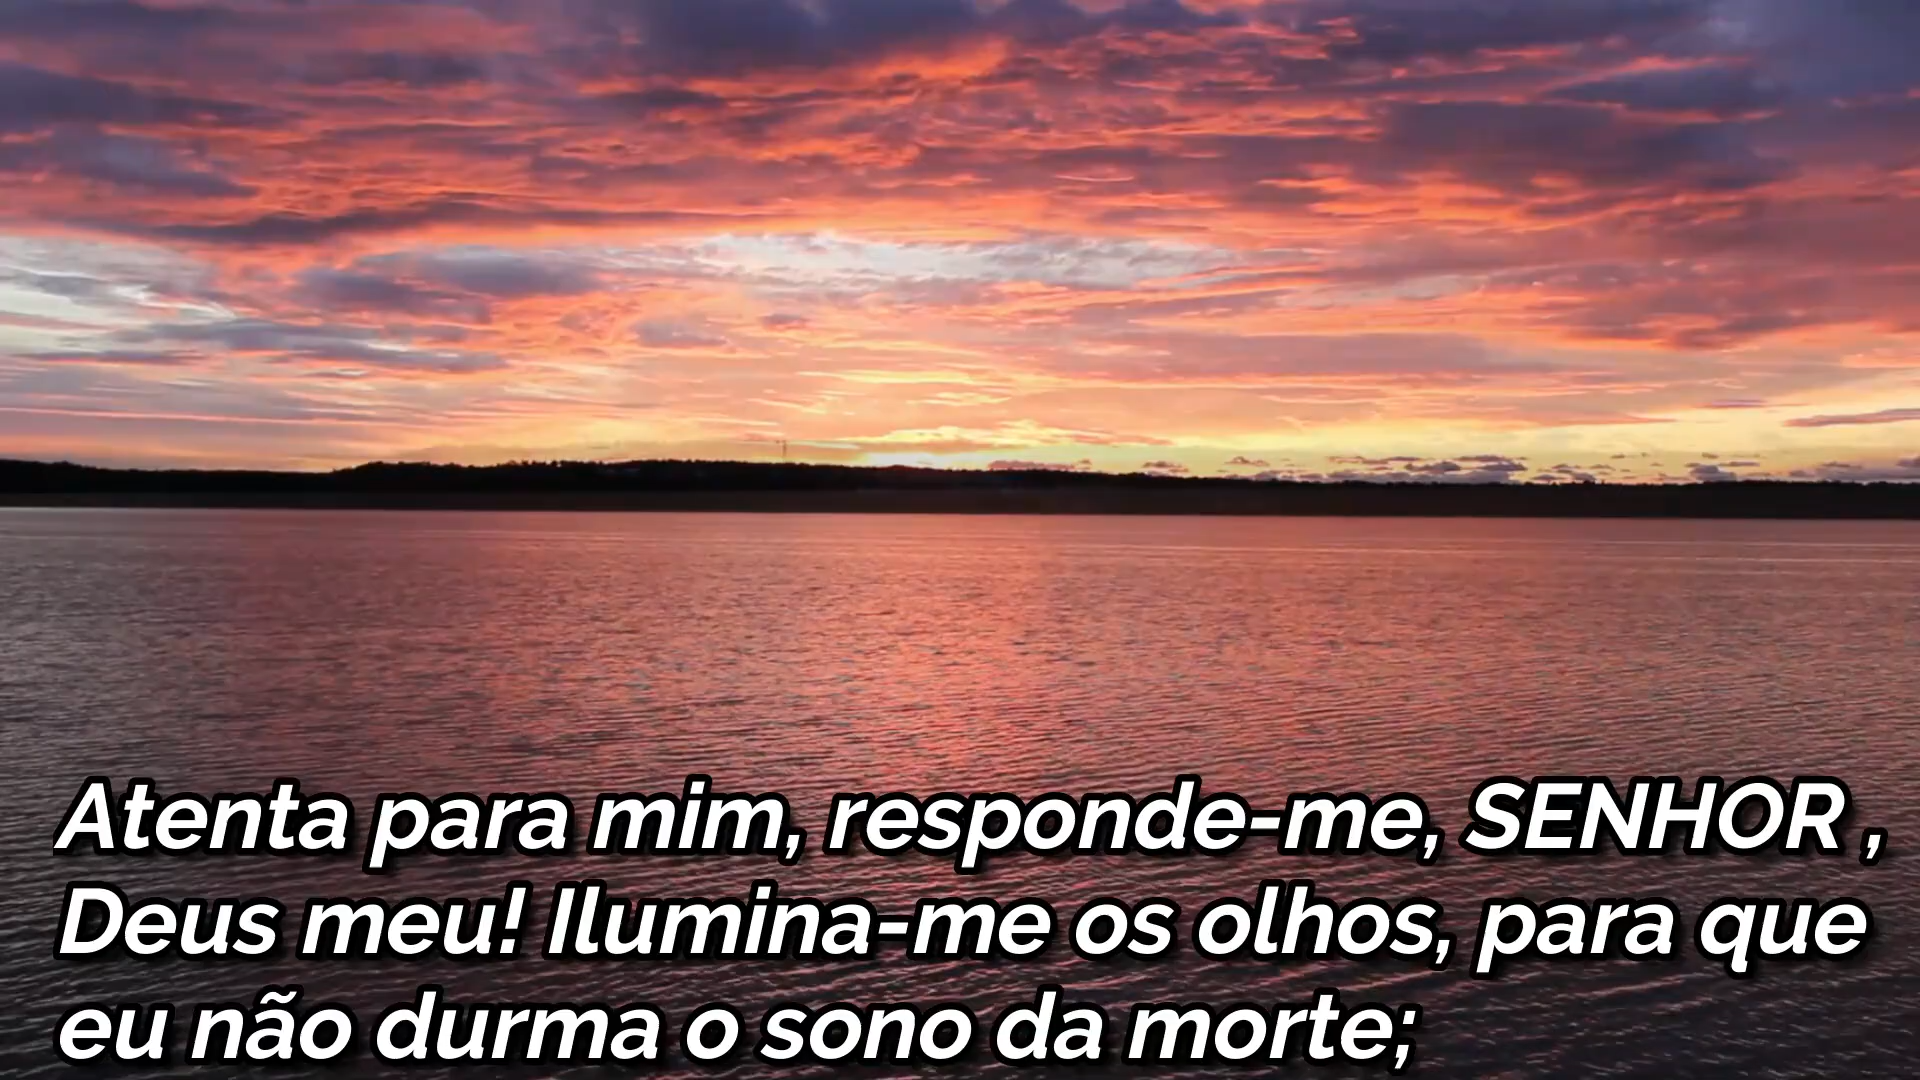 Atenta para mim, responde-me, SENHOR ,
Deus meu! Ilumina-me os olhos, para que
eu não durma o sono da morte;